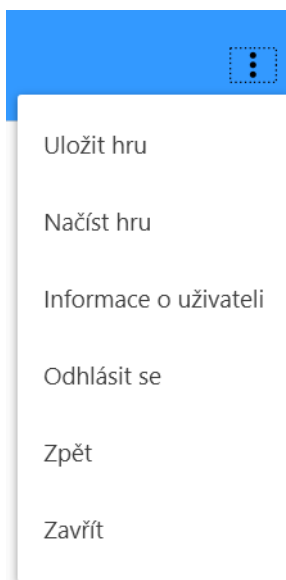 Uložit hru
Načíst hru
Informace o uživateli
Odhlásit se
Zpět
Zavřít